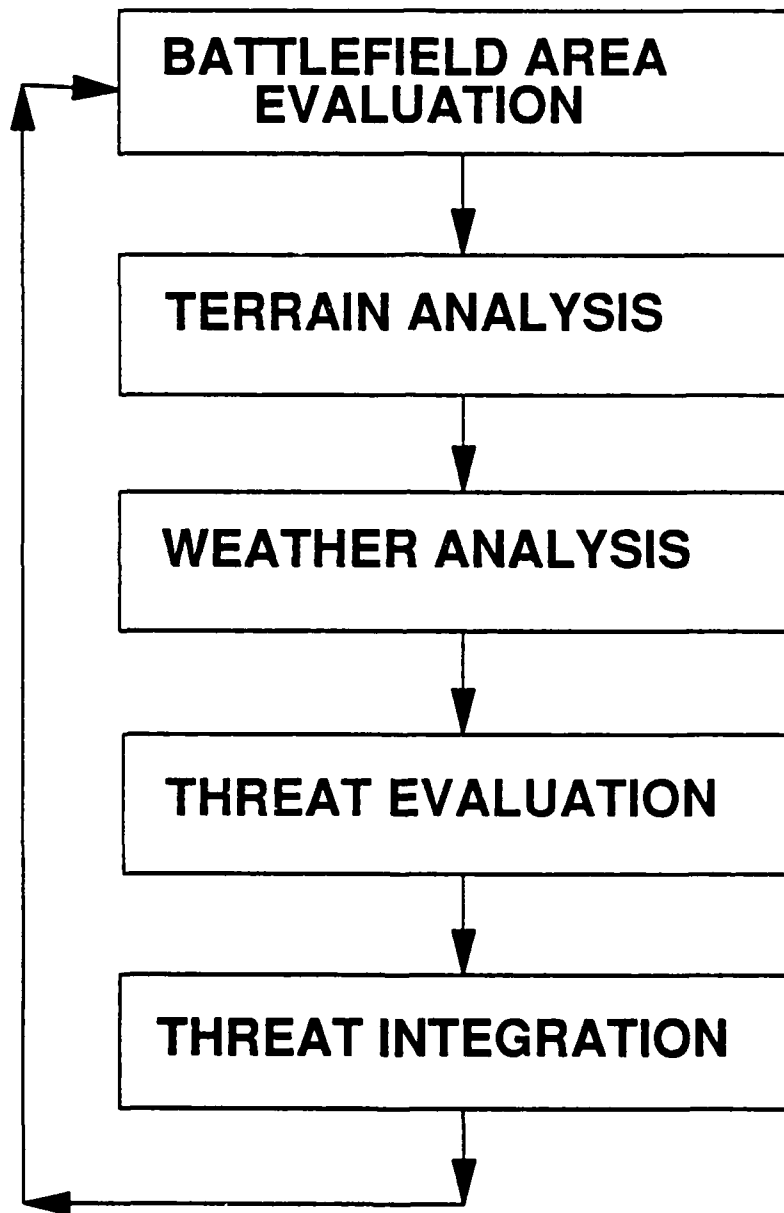 BATTLEFIELD AREA
EVALUATION
TERRAIN ANALYSIS
WEATHER ANALYSIS
THREAT EVALUATION
THREAT INTEGRATION